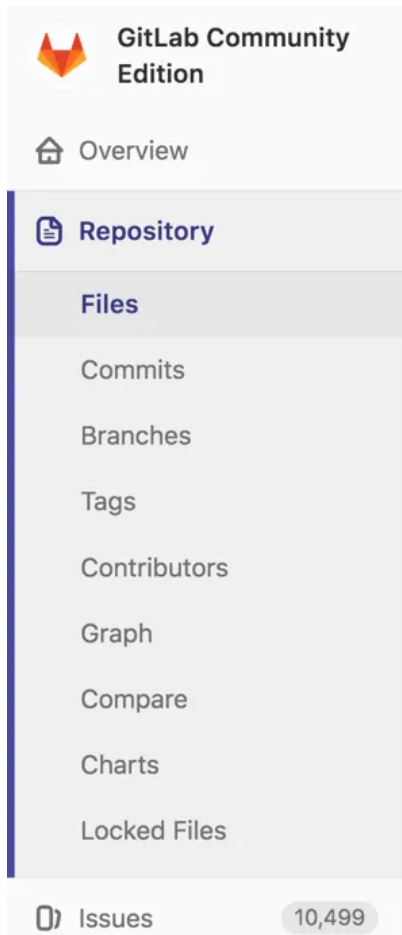 GitLab Community
Edition
Overview
Repository
Files
Commits
Branches
Tags
Contributors
Graph
Compare
Charts
Locked Files
Issues 10,499